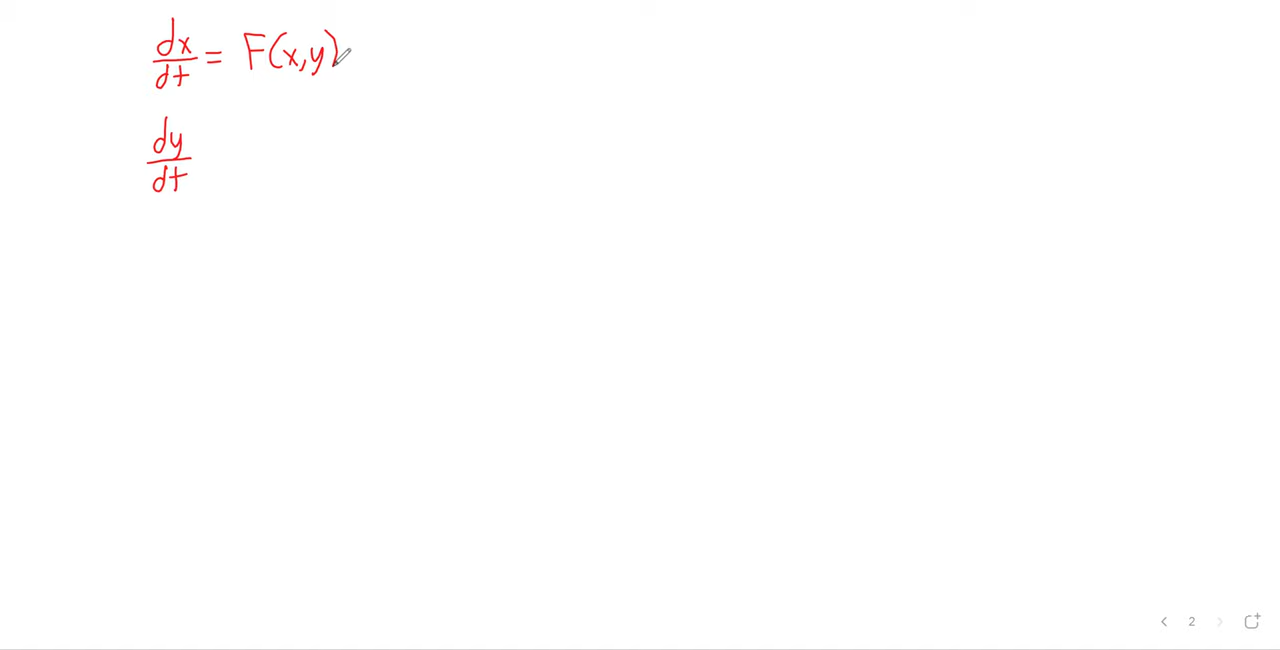 dx/dt = F(x,y)
dy/dt
2